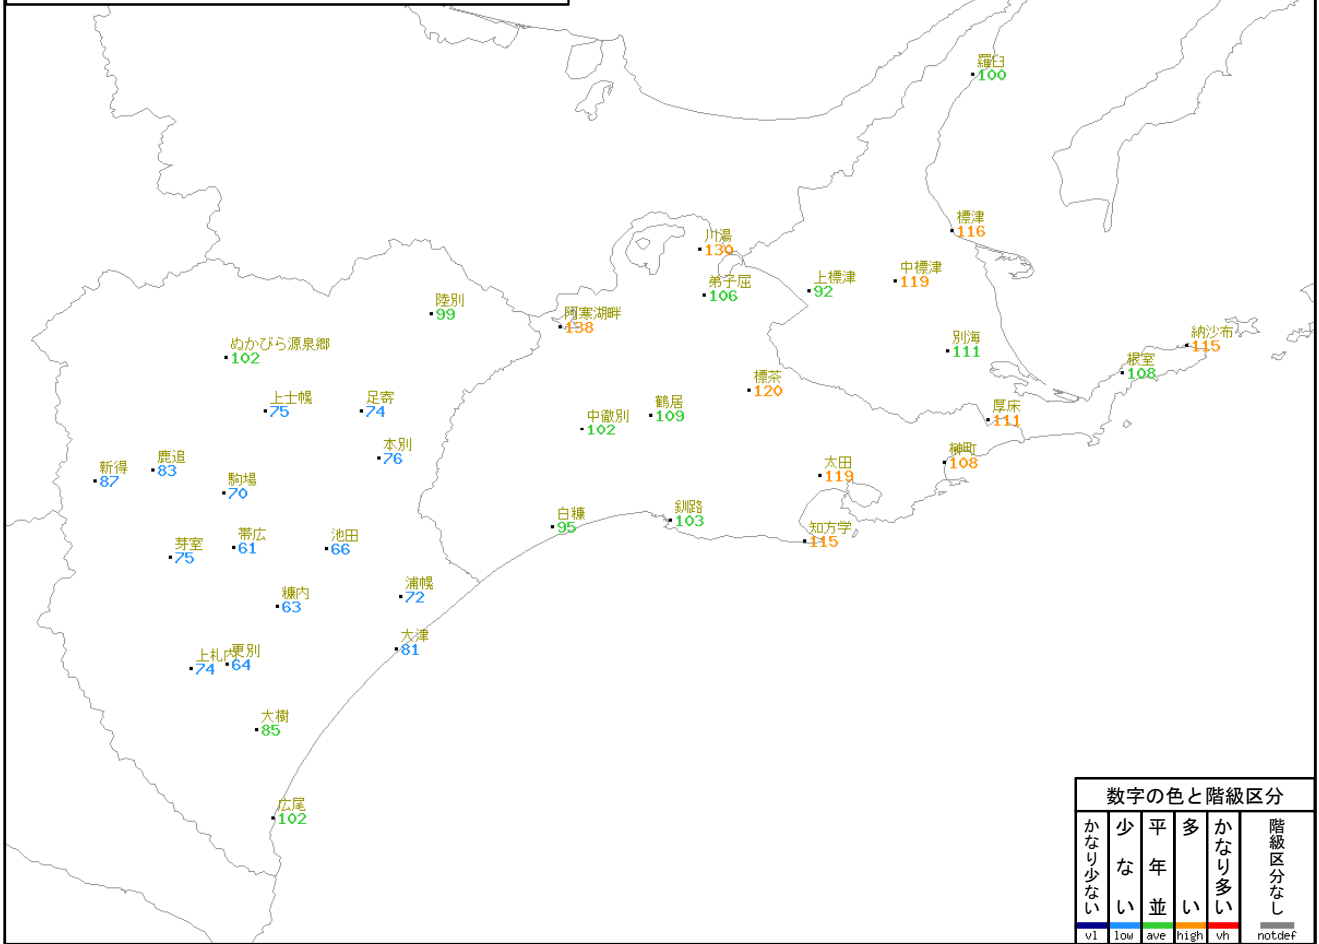 羅臼
100
標津
116
川湯
上標津
92
中標津
119
弟子屈
106
陸別
99
阿寒湖畔
138
ぬかびら源泉郷
102
別海
111
納沙布
115
根室
108
上士幌
75
足寄
74
標茶
120
鶴居
109
中徹別
102
厚床
111
本別
76
榊町
108
新得
87
鹿追
83
駒場
70
太田
119
白糠
95
釧路
103
知方学
115
芽室
75
帯広
61
池田
66
糠内
63
浦幌
72
大津
81
上札内
74
更別
64
大樹
85
広尾
102
数字の色と階級区分
かなり少ない
少ない
平年並
多い
かなり多い
階級区分なし
vl
low
ave
high
vh
notdef